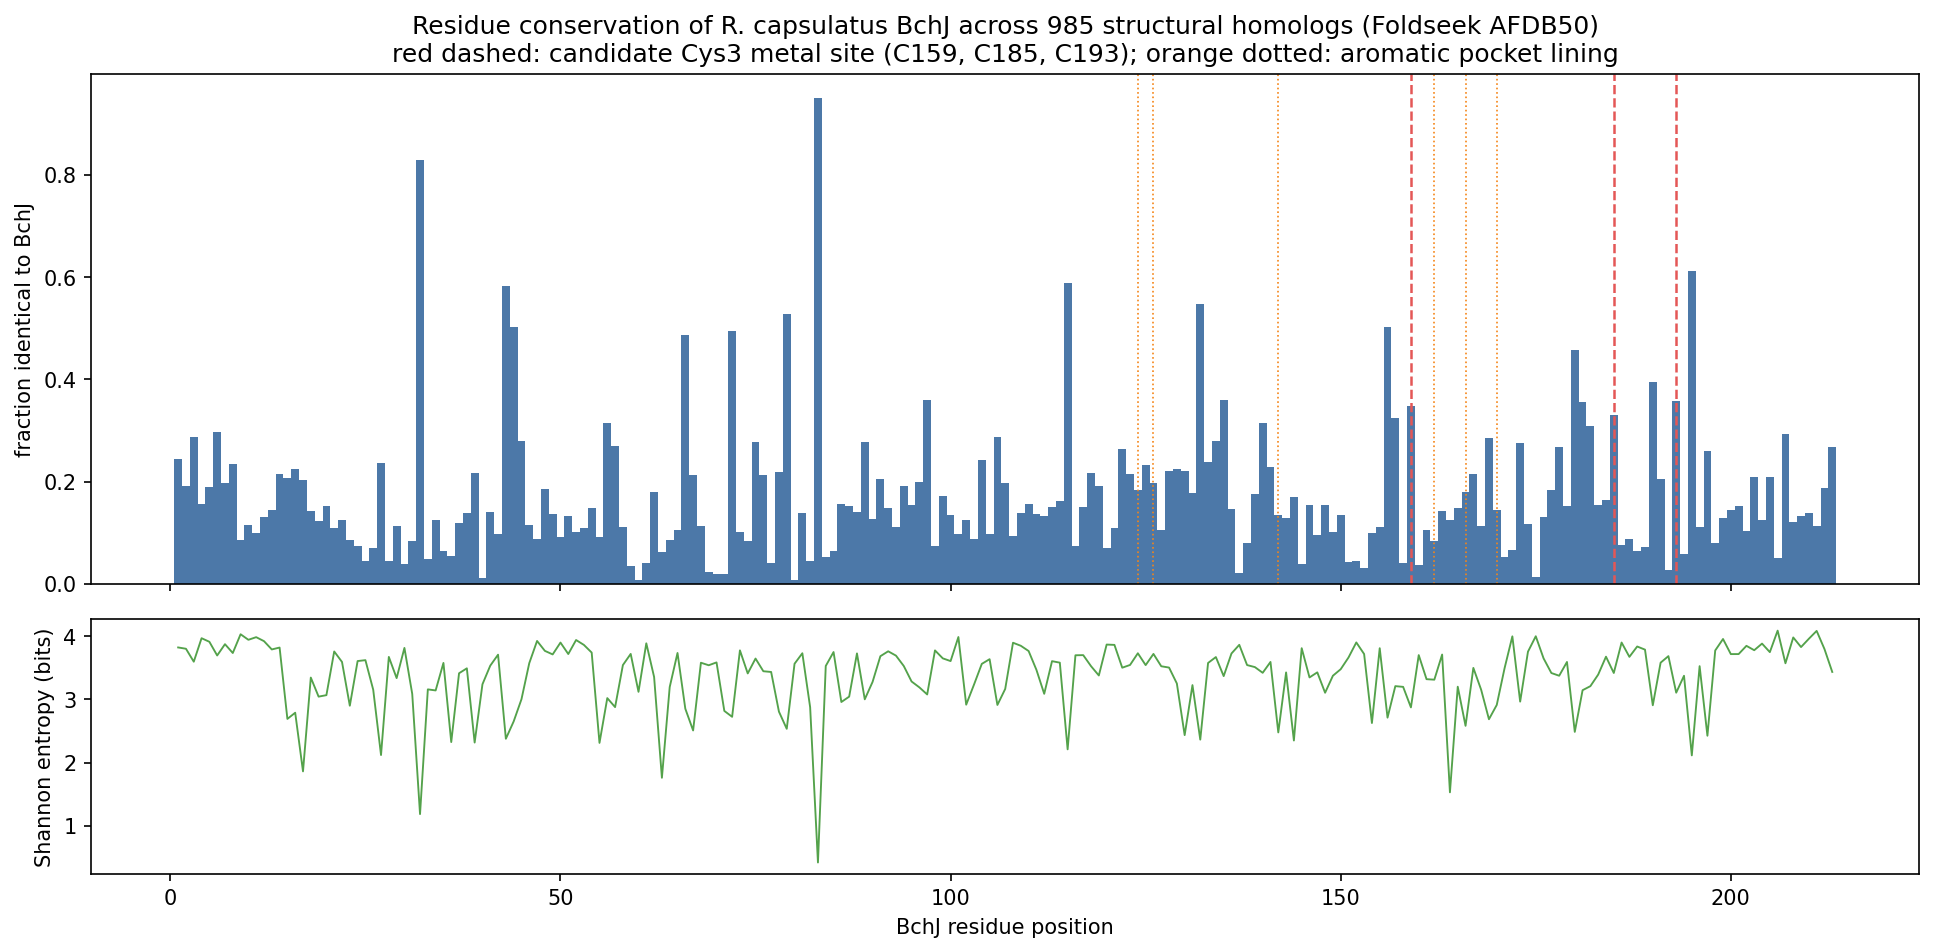 Residue conservation of R. capsulatus BchJ across 985 structural homologs (Foldseek AFDB50)
red dashed: candidate Cys3 metal site (C159, C185, C193); orange dotted: aromatic pocket lining
fraction identical to BchJ
0.8
0.6
0.4
0.2
0.0
Shannon entropy (bits)
4
3
2
1
0
50
100
150
200
BchJ residue position